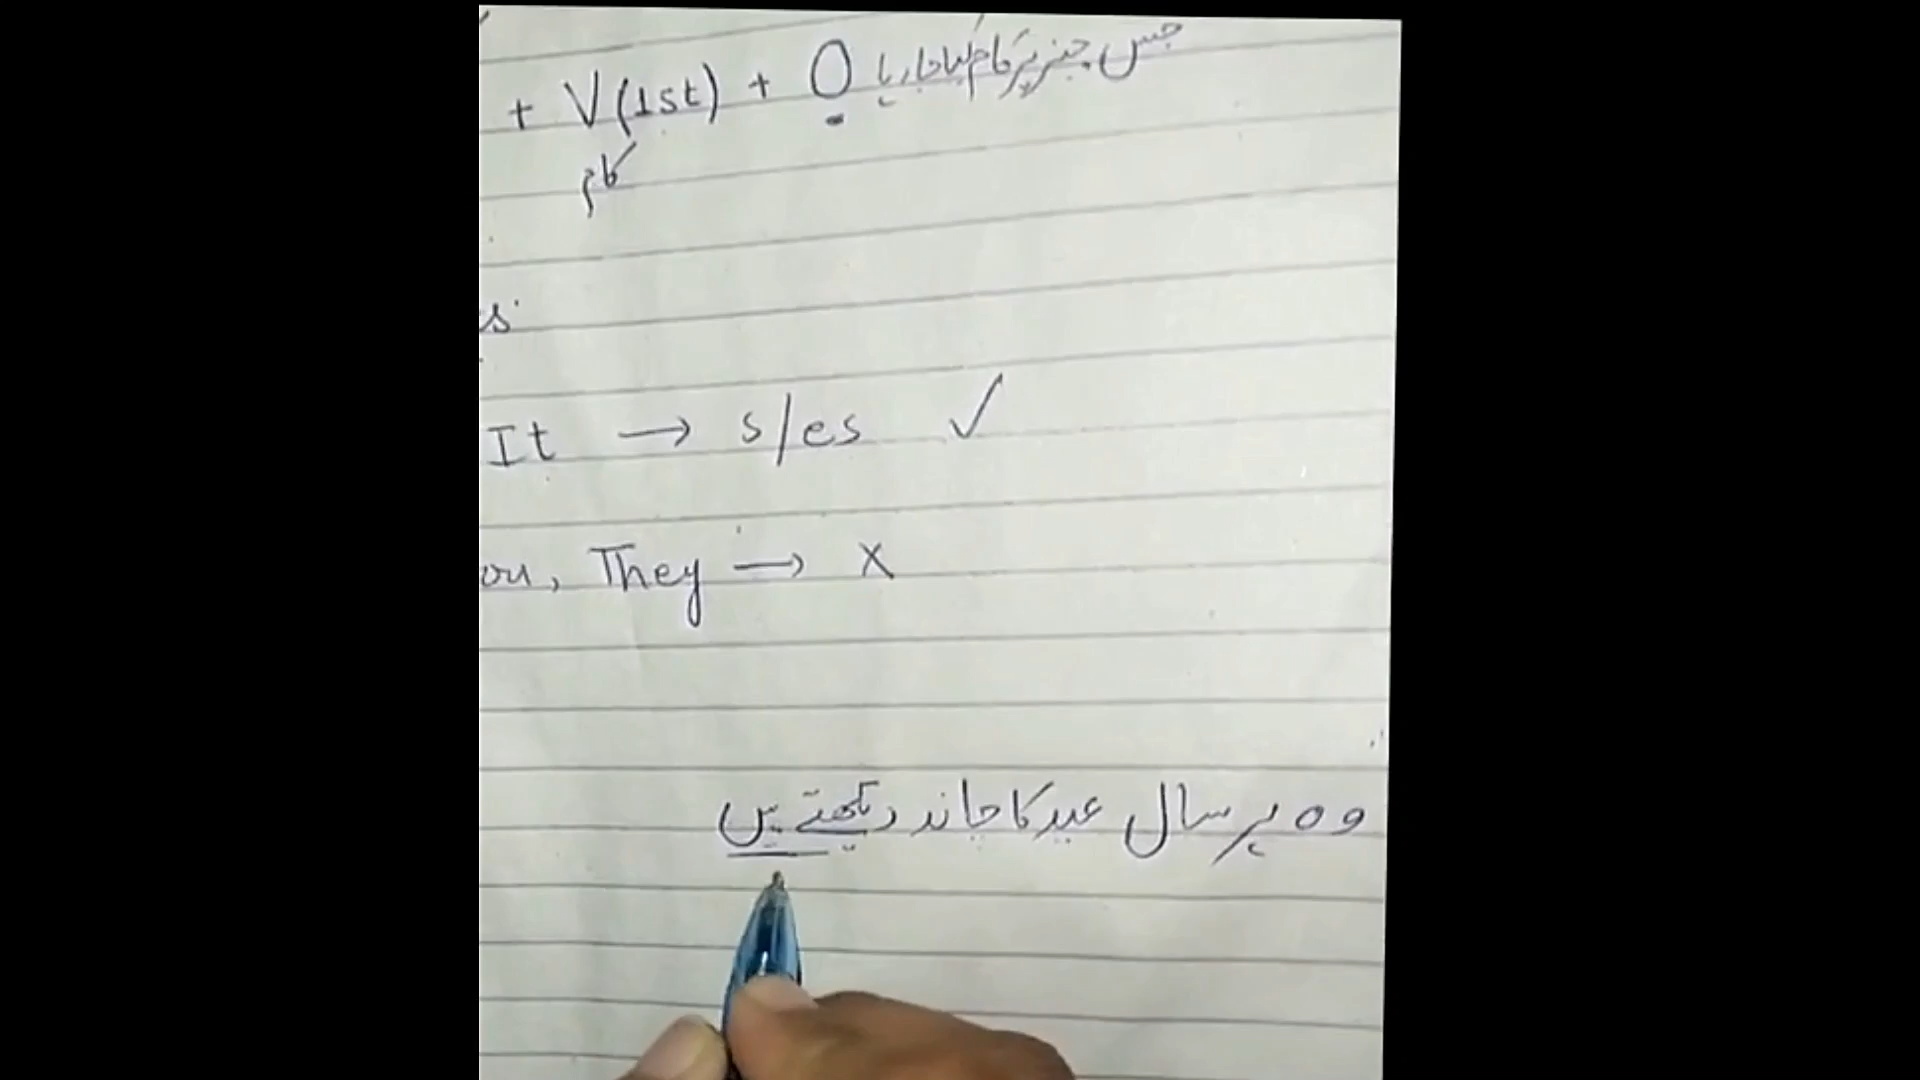 + V(1st) + O جس چیز پر کام کیا جا رہا
کام
s
It → s/es ✓
ou, They → X
وہ ہر سال عید کا چاند دیکھتے ہیں